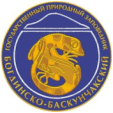 ГОСУДАРСТВЕННЫЙ ПРИРОДНЫЙ ЗАПОВЕДНИК
БОГДИНСКО-БАСКУНЧАКСКИЙ